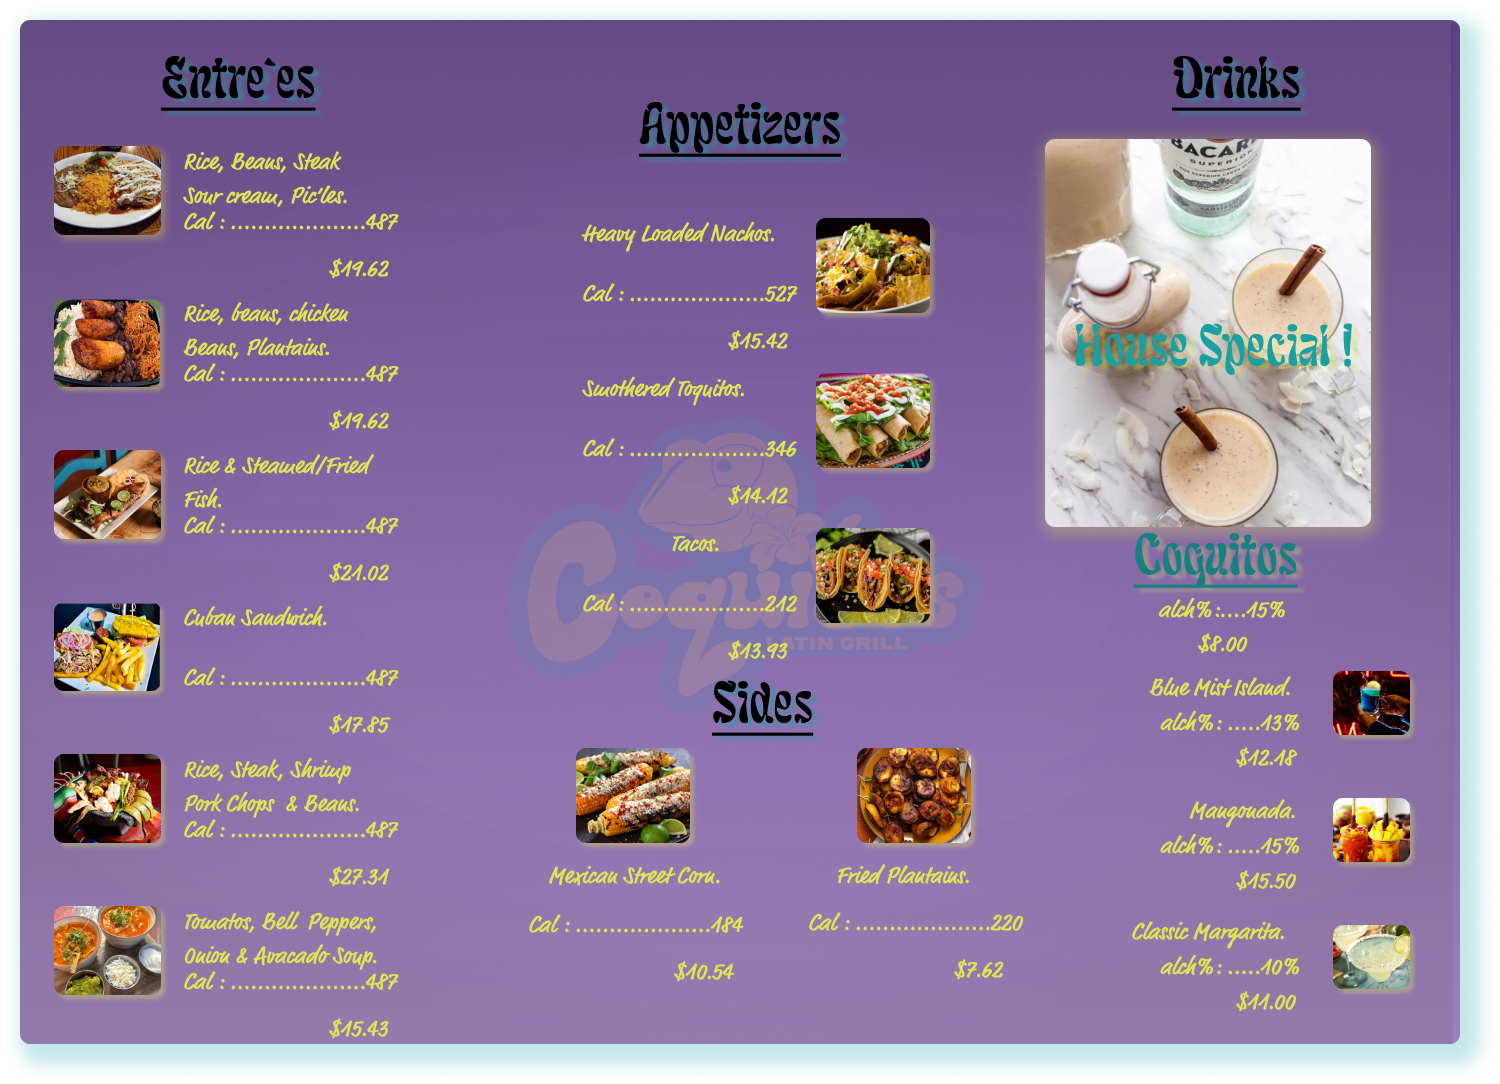 Entre`es
Rice, Beans, Steak
Sour cream, Pic'les.
Cal : ....................487
$19.62
Rice, beans, chicken
Beans, Plantains.
Cal : ....................487
$19.62
Rice & Steamed/Fried
Fish.
Cal : ....................487
$21.02
Cuban Sandwich.
Cal : ....................487
$17.85
Rice, Steak, Shrimp
Pork Chops & Beans.
Cal : ....................487
$27.31
Tomatos, Bell Peppers,
Onion & Avacado Soup.
Cal : ....................487
$15.43
Appetizers
Heavy Loaded Nachos.
Cal : ....................527
$15.42
Smothered Toquitos.
Cal : ....................346
$14.12
Tacos.
Cal : ....................212
$13.93
Coquitos
LATIN GRILL
Sides
Mexican Street Corn.
Cal : ....................184
$10.54
Fried Plantains.
Cal : ....................220
$7.62
Drinks
BACAR
SUPERIOR
House Special !
Coquitos
alch%:....15%
$8.00
Blue Mist Island.
alch% : .....13%
$12.18
Mangonada.
alch% : .....15%
$15.50
Classic Margarita.
alch% : .....10%
$11.00